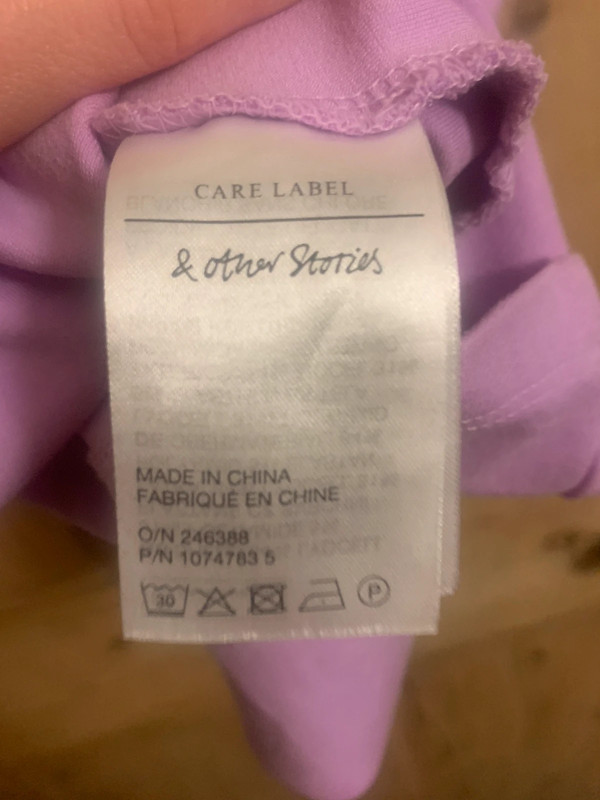 CARE LABEL
& other Stories
MADE IN CHINA
FABRIQUÉ EN CHINE
O/N 246388
P/N 1074783 5
30
P